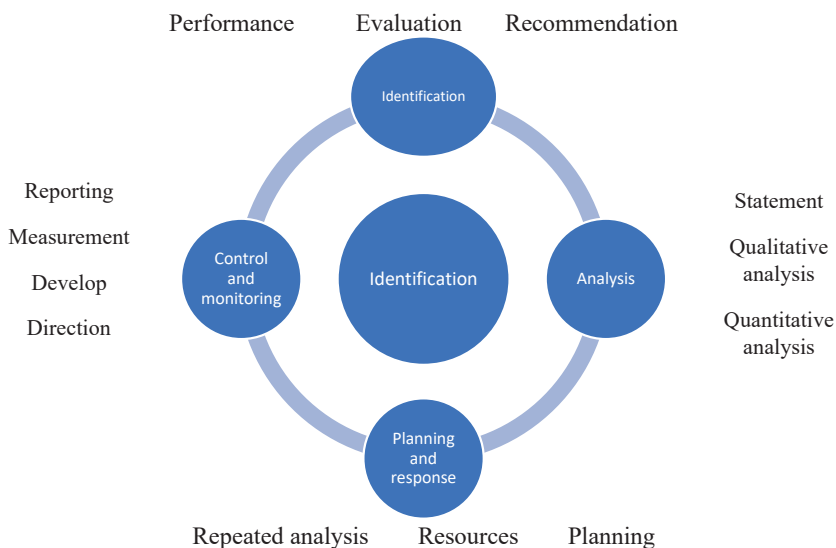 Performance Evaluation Recommendation
Identification
Reporting
Measurement
Develop
Direction
Control
and
monitoring
Identification
Analysis
Statement
Qualitative
analysis
Quantitative
analysis
Planning
and
response
Repeated analysis Resources Planning